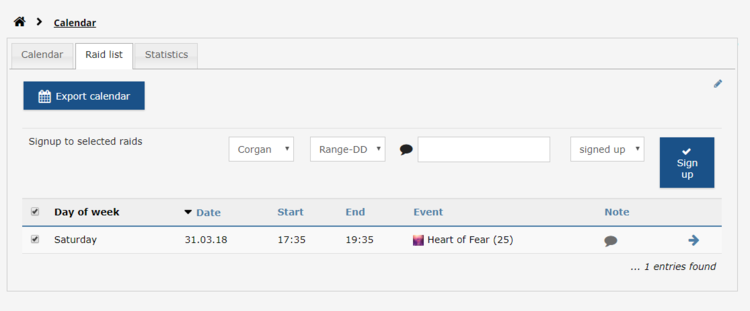 Calendar
Calendar Raid list Statistics
Export calendar
Signup to selected raids Corgan Range-DD signed up Sign up
Day of week Date Start End Event Note
Saturday 31.03.18 17:35 19:35 Heart of Fear (25)
... 1 entries found